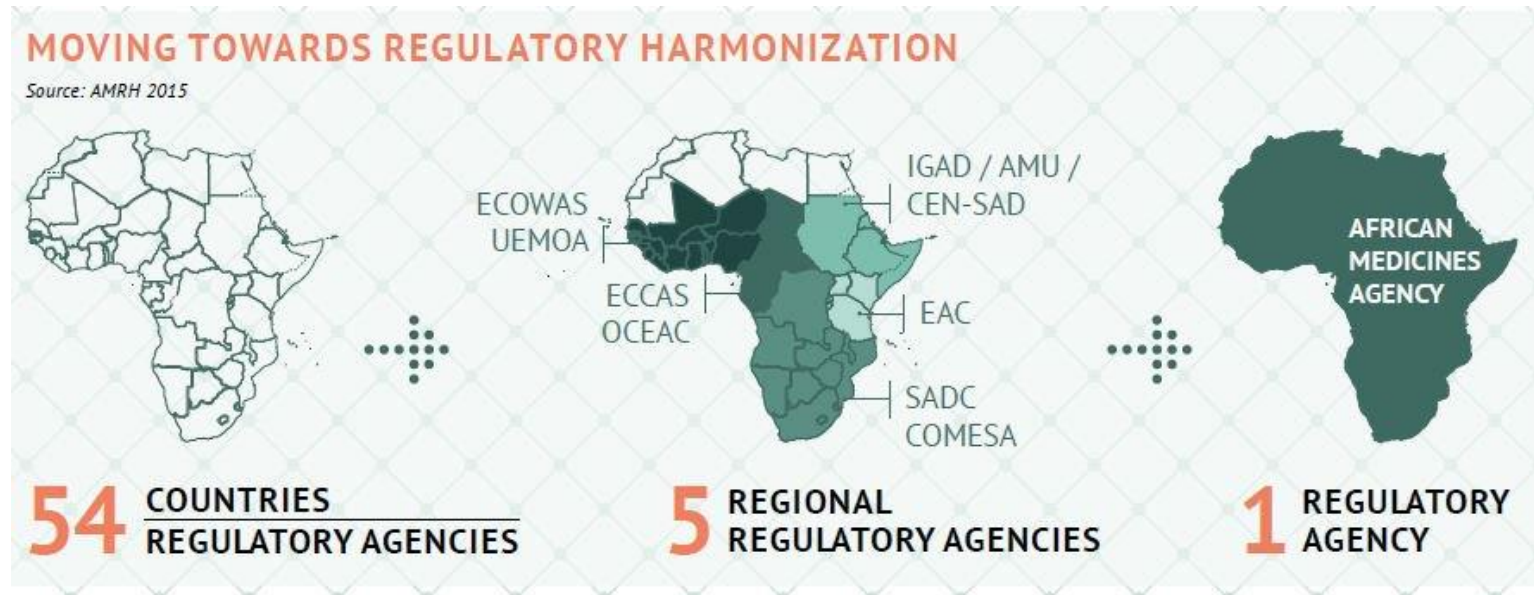 MOVING TOWARDS REGULATORY HARMONIZATION
Source: AMRH 2015
ECOWAS
UEMOA
ECCAS
OCEAC
IGAD / AMU /
CEN-SAD
EAC
SADC
COMESA
AFRICAN
MEDICINES
AGENCY
54 COUNTRIES
REGULATORY AGENCIES
5 REGIONAL
REGULATORY AGENCIES
1 REGULATORY
AGENCY